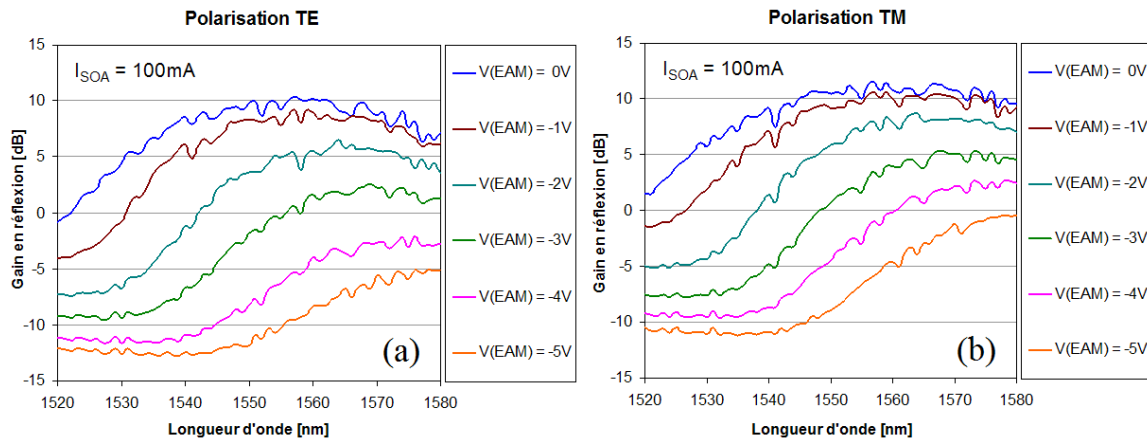 Polarisation TE
I_SOA = 100mA
Gain en réflexion [dB]
15
10
5
0
-5
-10
-15
1520 1530 1540 1550 1560 1570 1580
Longueur d'onde [nm]
(a)
V(EAM) = 0V
V(EAM) = -1V
V(EAM) = -2V
V(EAM) = -3V
V(EAM) = -4V
V(EAM) = -5V
Polarisation TM
I_SOA = 100mA
Gain en réflexion [dB]
15
10
5
0
-5
-10
-15
1520 1530 1540 1550 1560 1570 1580
Longueur d'onde [nm]
(b)
V(EAM) = 0V
V(EAM) = -1V
V(EAM) = -2V
V(EAM) = -3V
V(EAM) = -4V
V(EAM) = -5V